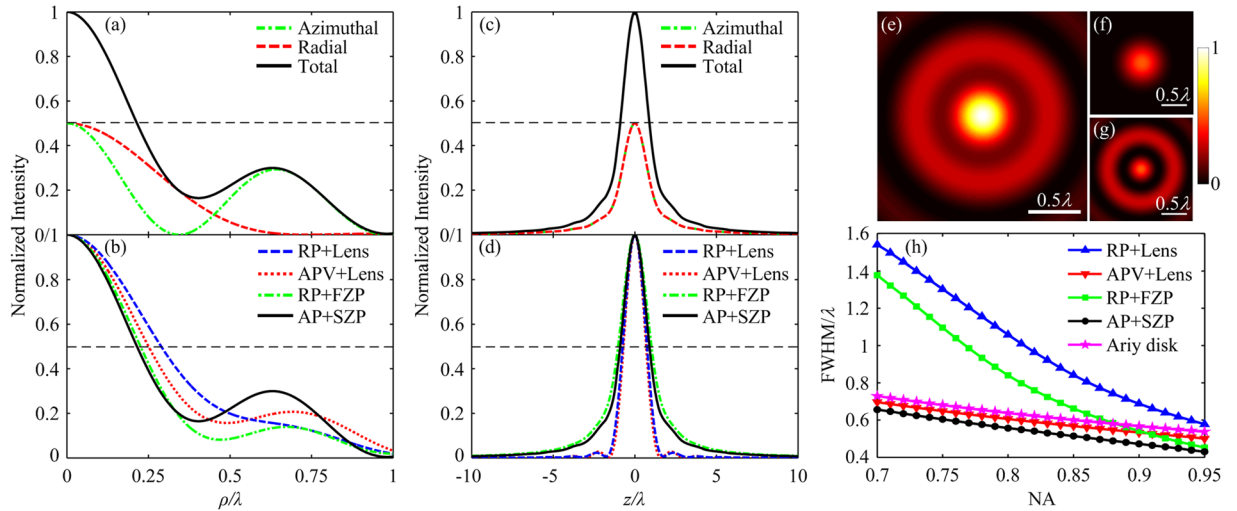 (a)
Azimuthal
Radial
Total
1
0.8
0.6
0.4
0.2
0/1
(b)
RP+Lens
APV+Lens
RP+FZP
AP+SZP
0.8
0.6
0.4
0.2
0
0 0.25 0.5 0.75 1
ρ/λ
Normalized Intensity
(c)
Azimuthal
Radial
Total
1
0.8
0.6
0.4
0.2
0/1
(d)
RP+Lens
APV+Lens
RP+FZP
AP+SZP
0.8
0.6
0.4
0.2
0
-10 -5 0 5 10
z/λ
Normalized Intensity
(e)
0.5λ
(f)
0.5λ
(g)
0.5λ
1
0
(h)
RP+Lens
APV+Lens
RP+FZP
AP+SZP
Ariy disk
1.6
1.4
1.2
1.0
0.8
0.6
0.4
0.7 0.75 0.8 0.85 0.9 0.95
NA
FWHM/λ